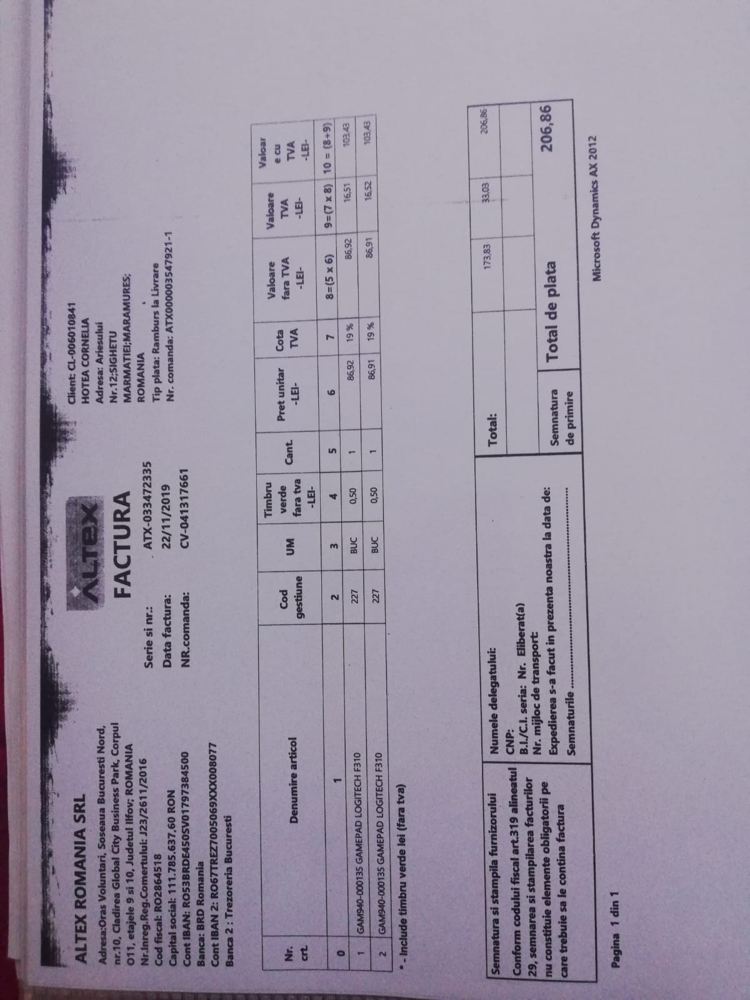 ALTEX ROMANIA SRL
Adresa:Oras Voluntari, Soseaua Bucuresti Nord,
nr.10, Cladirea Global City Business Park, Corpul
O11, etajele 9 si 10, Judetul Ilfov; ROMANIA
Nr.Inreg.Reg.Comertului: J23/2611/2016
Cod fiscal: RO2864518
Capital social: 111.785.637,60 RON
Cont IBAN: RO53BRDE450SV01797384500
Banca: BRD Romania
Cont IBAN 2: RO67TREZ7005069XXX008077
Banca 2 : Trezoreria Bucuresti
ALTEX
FACTURA
Serie si nr.: ATX-033472335
Data factura: 22/11/2019
NR.comanda: CV-041317661
Client: CL-006010841
HOTEA CORNELIA
Adresa: Ariesului
Nr.12;SIGHETU
MARMATIEI;MARAMURES;
ROMANIA
Tip plata: Ramburs la Livrare
Nr. comanda: ATX000003547921-1
Nr. crt. Denumire articol Cod gestiune UM Timbru verde fara tva -LEI- Cant. Pret unitar -LEI- Cota TVA Valoare fara TVA -LEI- Valoare TVA -LEI- Valoar e cu TVA -LEI-
0 1 2 3 4 5 6 7 8=(5 x 6) 9=(7 x 8) 10 = (8+9)
1 GAM940-000135 GAMEPAD LOGITECH F310 227 BUC 0,50 1 86,92 19 % 86,92 16,51 103,43
2 GAM940-000135 GAMEPAD LOGITECH F310 227 BUC 0,50 1 86,91 19 % 86,91 16,52 103,43
* - Include timbru verde lei (fara tva)
Semnatura si stampila furnizorului
Conform codului fiscal art.319 alineatul
29, semnarea si stampilarea facturilor
nu constituie elemente obligatorii pe
care trebuie sa le contina factura
Numele delegatului:
CNP:
B.I./C.I. seria: Nr. Eliberat(a)
Nr. mijloc de transport:
Expedierea s-a facut in prezenta noastra la data de:
Semnaturile ........................................................
Total: 173,83 33,03 206,86
Semnatura
de primire
Total de plata 206,86
Microsoft Dynamics AX 2012
Pagina 1 din 1